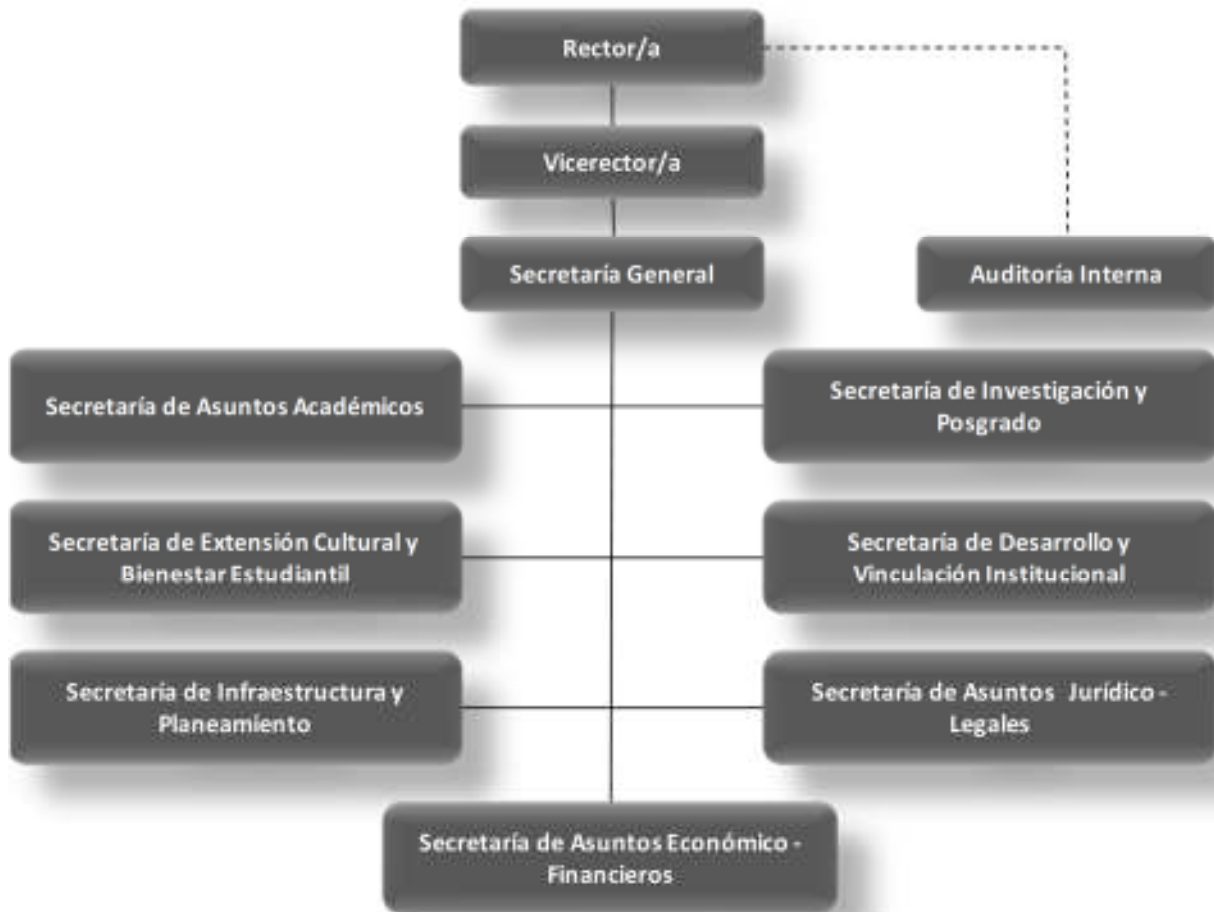 Rector/a
Vicerector/a
Secretaría General
Auditoría Interna
Secretaría de Asuntos Académicos
Secretaría de Investigación y
Posgrado
Secretaría de Extensión Cultural y
Bienestar Estudiantil
Secretaría de Desarrollo y
Vinculación Institucional
Secretaría de Infraestructura y
Planeamiento
Secretaría de Asuntos Jurídico -
Legales
Secretaría de Asuntos Económico -
Financieros